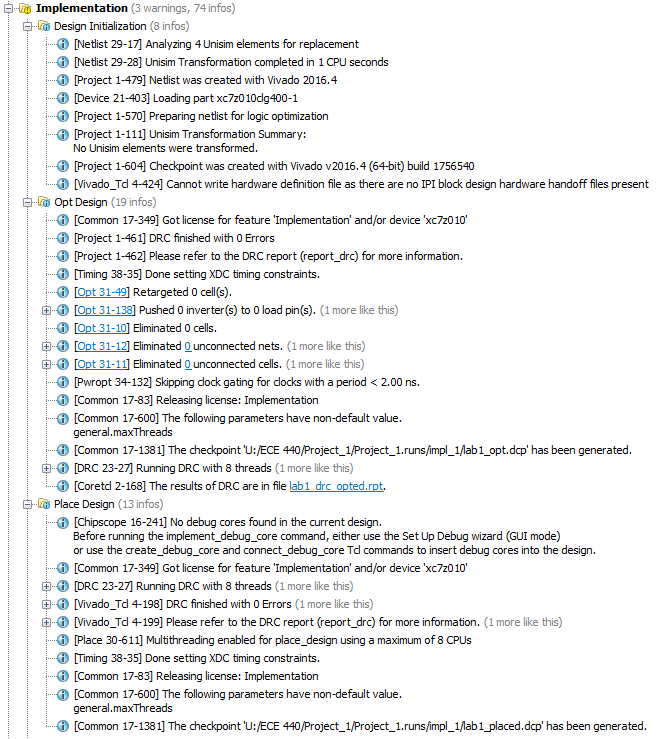 Implementation (3 warnings, 74 infos)
Design Initialization (8 infos)
[Netlist 29-17] Analyzing 4 Unisim elements for replacement
[Netlist 29-28] Unisim Transformation completed in 1 CPU seconds
[Project 1-479] Netlist was created with Vivado 2016.4
[Device 21-403] Loading part xc7z010clg400-1
[Project 1-570] Preparing netlist for logic optimization
[Project 1-111] Unisim Transformation Summary:
No Unisim elements were transformed.
[Project 1-604] Checkpoint was created with Vivado v2016.4 (64-bit) build 1756540
[Vivado_Tcl 4-424] Cannot write hardware definition file as there are no IPI block design hardware handoff files present
Opt Design (19 infos)
[Common 17-349] Got license for feature 'Implementation' and/or device 'xc7z010'
[Project 1-461] DRC finished with 0 Errors
[Project 1-462] Please refer to the DRC report (report_drc) for more information.
[Timing 38-35] Done setting XDC timing constraints.
[Opt 31-49] Retargeted 0 cell(s).
[Opt 31-138] Pushed 0 inverter(s) to 0 load pin(s). (1 more like this)
[Opt 31-10] Eliminated 0 cells.
[Opt 31-12] Eliminated 0 unconnected nets. (1 more like this)
[Opt 31-11] Eliminated 0 unconnected cells. (1 more like this)
[Pwropt 34-132] Skipping clock gating for clocks with a period < 2.00 ns.
[Common 17-83] Releasing license: Implementation
[Common 17-600] The following parameters have non-default value.
general.maxThreads
[Common 17-1381] The checkpoint 'U:/ECE 440/Project_1/Project_1.runs/impl_1/lab1_opt.dcp' has been generated.
[DRC 23-27] Running DRC with 8 threads (1 more like this)
[Coretcl 2-168] The results of DRC are in file lab1_drc_opted.rpt.
Place Design (13 infos)
[Chipscope 16-241] No debug cores found in the current design.
Before running the implement_debug_core command, either use the Set Up Debug wizard (GUI mode)
or use the create_debug_core and connect_debug_core Tcl commands to insert debug cores into the design.
[Common 17-349] Got license for feature 'Implementation' and/or device 'xc7z010'
[DRC 23-27] Running DRC with 8 threads (1 more like this)
[Vivado_Tcl 4-198] DRC finished with 0 Errors (1 more like this)
[Vivado_Tcl 4-199] Please refer to the DRC report (report_drc) for more information. (1 more like this)
[Place 30-611] Multithreading enabled for place_design using a maximum of 8 CPUs
[Timing 38-35] Done setting XDC timing constraints.
[Common 17-83] Releasing license: Implementation
[Common 17-600] The following parameters have non-default value.
general.maxThreads
[Common 17-1381] The checkpoint 'U:/ECE 440/Project_1/Project_1.runs/impl_1/lab1_placed.dcp' has been generated.